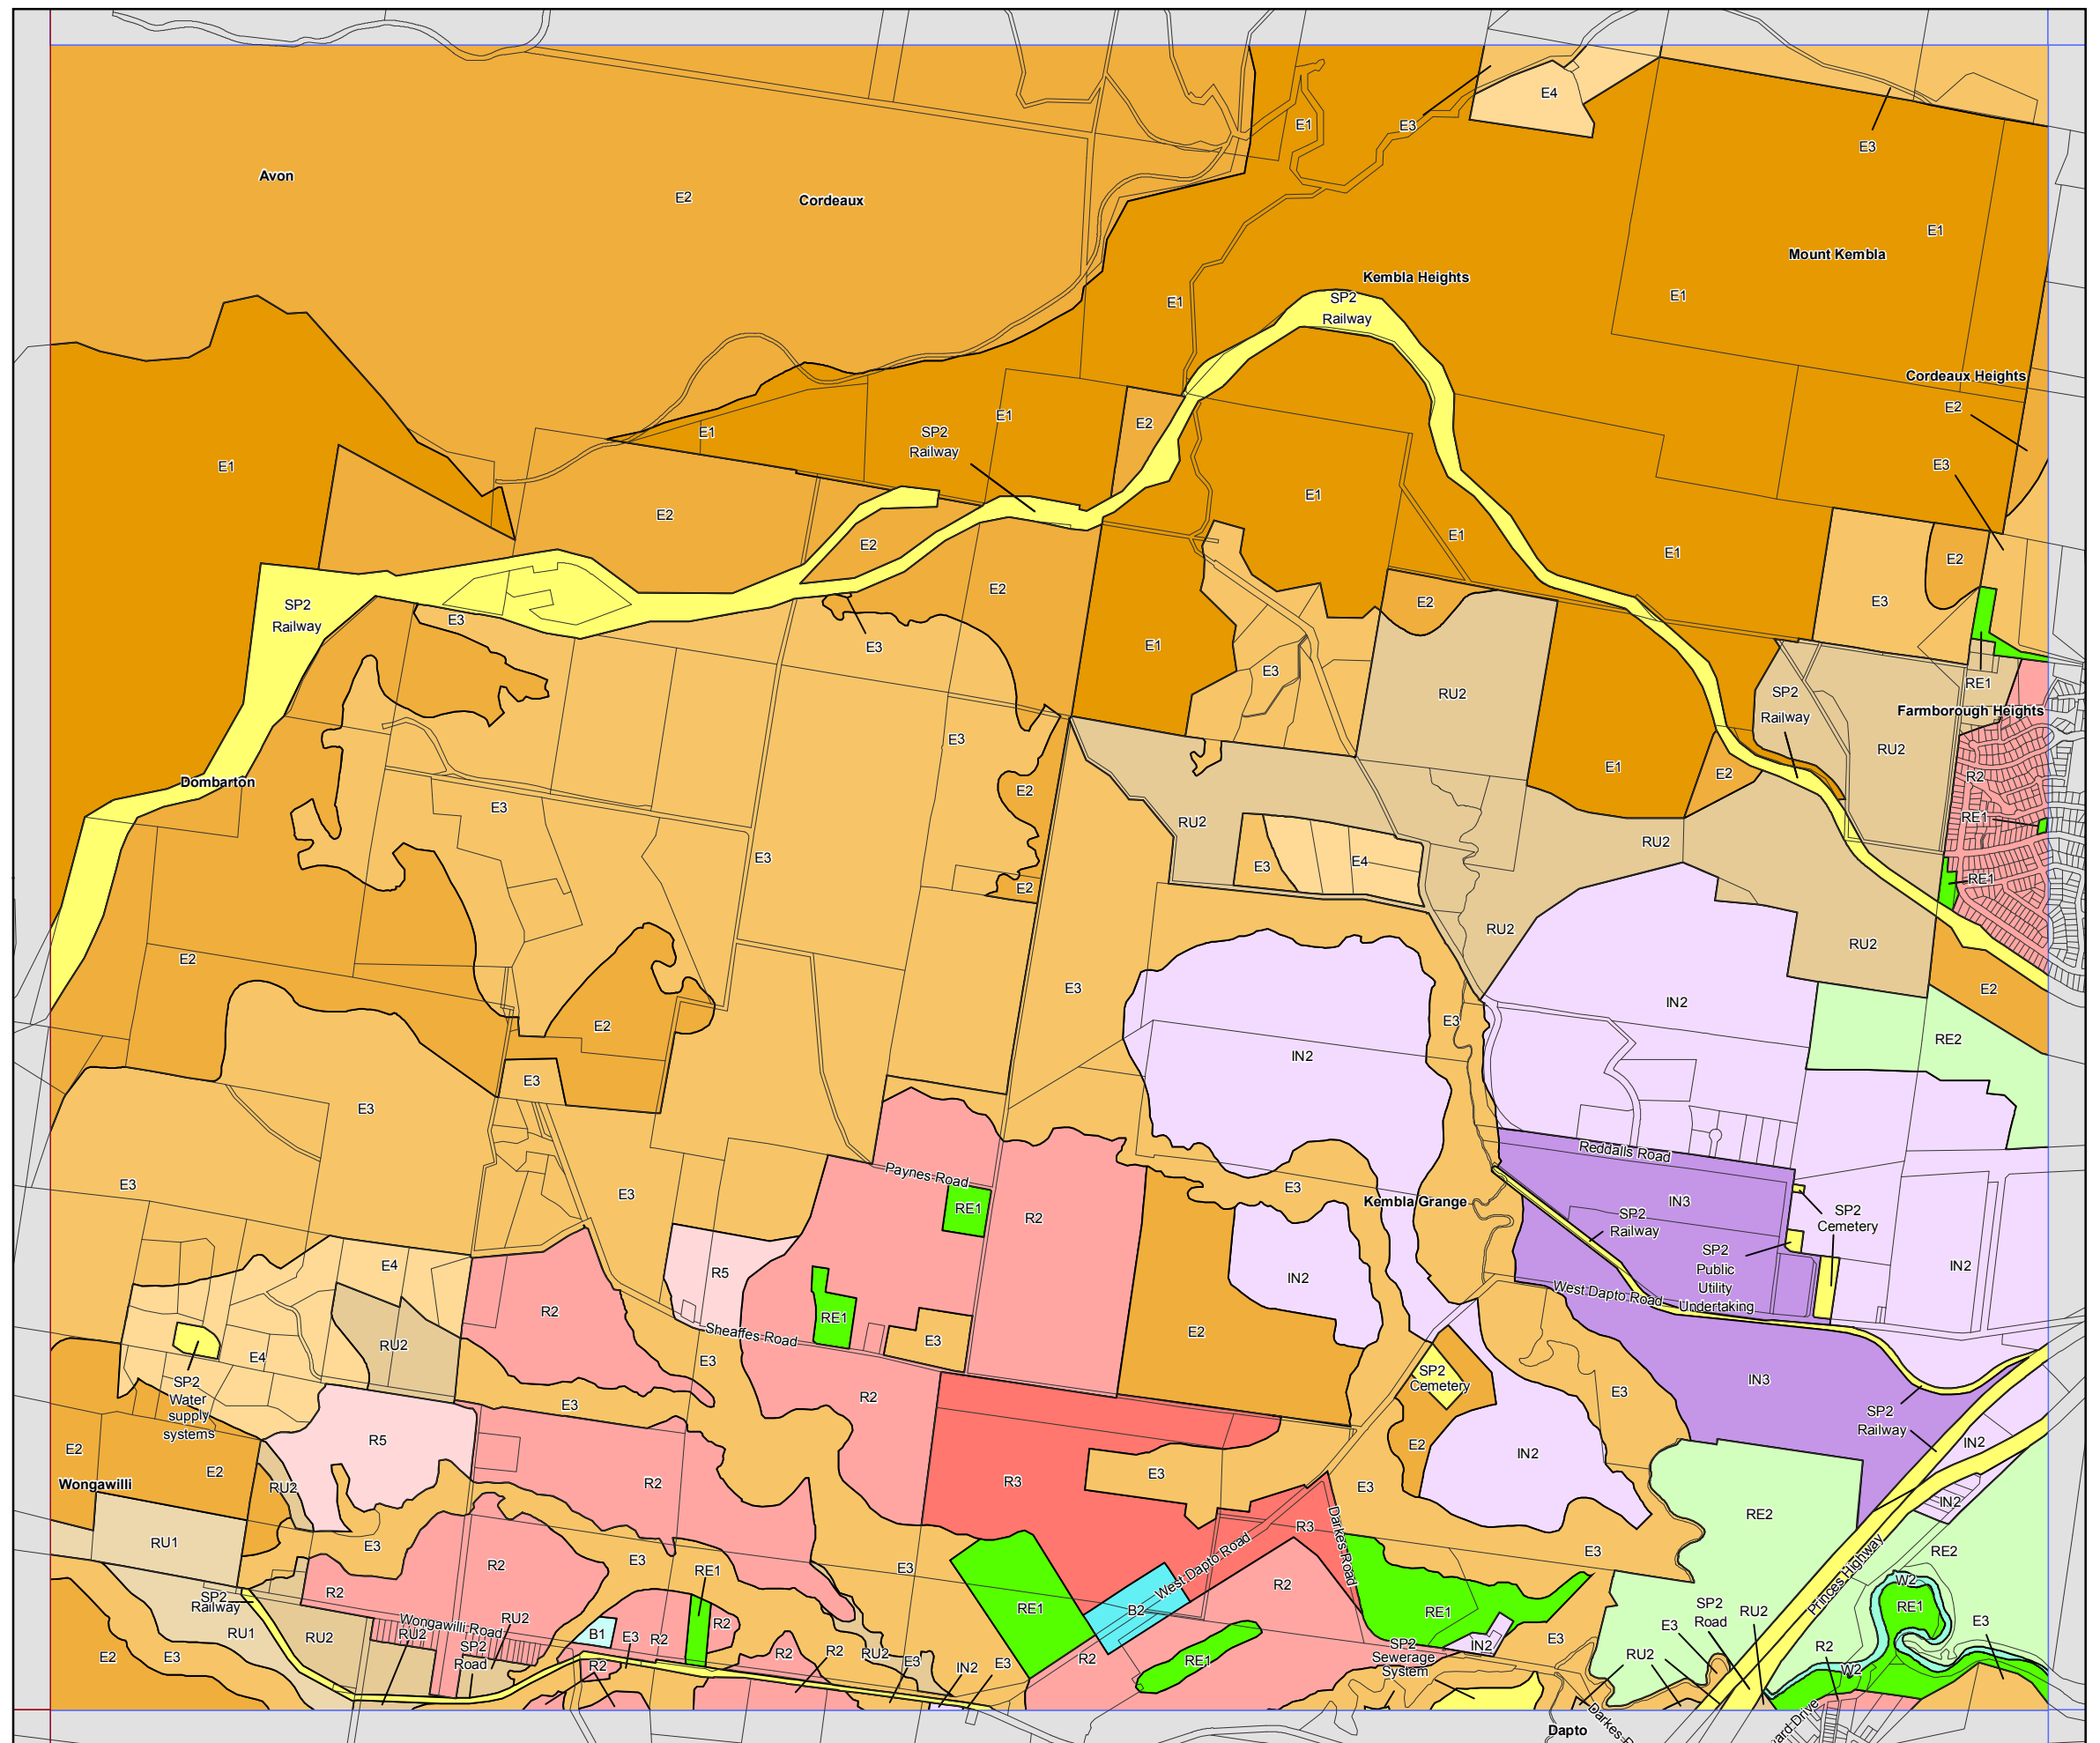 E4
E1
E3
E3
Avon
E2
Cordeaux
E1
Mount Kembla
Kembla Heights
E1
E1
SP2
Railway
Cordeaux Heights
E2
E1
E2
E1
SP2
Railway
E3
E1
E1
E2
E2
E1
E1
E2
E2
E2
E3
SP2
Railway
E3
E3
E1
E3
RE1
RU2
SP2
Railway
Farmborough Heights
E3
RU2
E1
E2
R2
Dombarton
E2
E3
RU2
RE1
RU2
E3
E3
E4
RE1
E2
RU2
RU2
E2
E3
E2
IN2
E3
E2
RE2
IN2
E3
E3
Reddalls Road
Paynes Road
E3
E3
E3
Kembla Grange
IN3
RE1
R2
SP2
Railway
SP2
Cemetery
SP2
Public
Utility
Undertaking
E4
R5
IN2
IN2
West Dapto Road
R2
RE1
Sheaffes Road
E3
E2
RU2
E4
E3
SP2
Cemetery
IN3
SP2
Water
supply
systems
R2
E3
E3
SP2
Railway
R5
E2
E2
IN2
IN2
E2
Wongawilli
RU2
R2
R3
E3
E3
IN2
RE2
R3
Darkes Road
RU1
E3
R2
E3
RE1
E3
West Dapto Road
E3
Princes Highway
RE2
W2
R2
R2
SP2
Railway
RE1
B2
RE1
RE1
SP2
Road
RU2
E3
E3
Wongawilli Road
RU2
RU2
R2
RU1
RU2
B1
E3
R2
SP2
Road
R2
R2
RU2
E3
IN2
E3
R2
RE1
SP2
Sewerage
System
IN2
E3
RU2
R2
W2
E2
E3
R2
Dapto